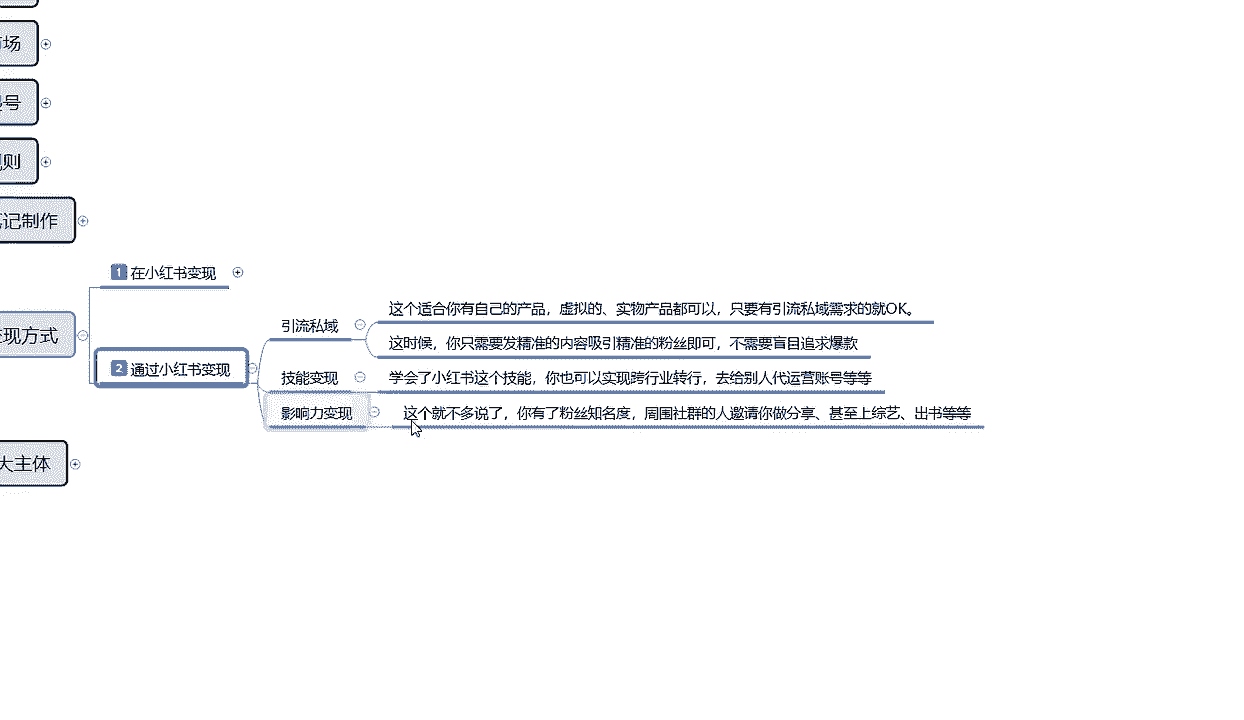 场
号
则
记制作
1 在小红书变现
现方式
2 通过小红书变现
引流私域
这个适合你有自己的产品，虚拟的、实物产品都可以，只要有引流私域需求的就OK。
这时候，你只需要发精准的内容吸引精准的粉丝即可，不需要盲目追求爆款
技能变现
学会了小红书这个技能，你也可以实现跨行业转行，去给别人代运营账号等等
影响力变现
这个就不多说了，你有了粉丝知名度，周围社群的人邀请你做分享、甚至上综艺、出书等等
大主体